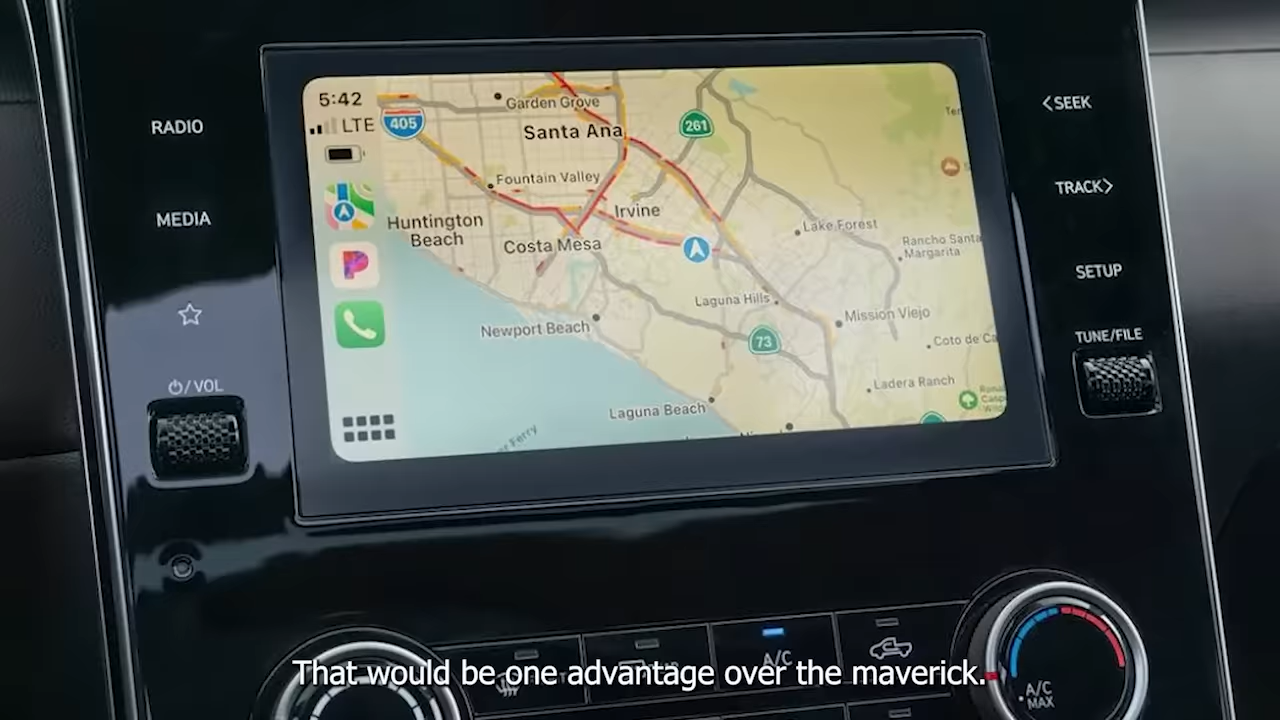 RADIO
MEDIA
/ VOL
5:42
LTE
405
Garden Grove
Santa Ana
261
Fountain Valley
Huntington
Beach
Irvine
Costa Mesa
Lake Forest
Rancho Santa
Margarita
Laguna Hills
Mission Viejo
Newport Beach
73
Coto de Ca
Ladera Ranch
Laguna Beach
< SEEK
TRACK >
SETUP
TUNE/FILE
A/C
A/C
MAX
That would be one advantage over the maverick.